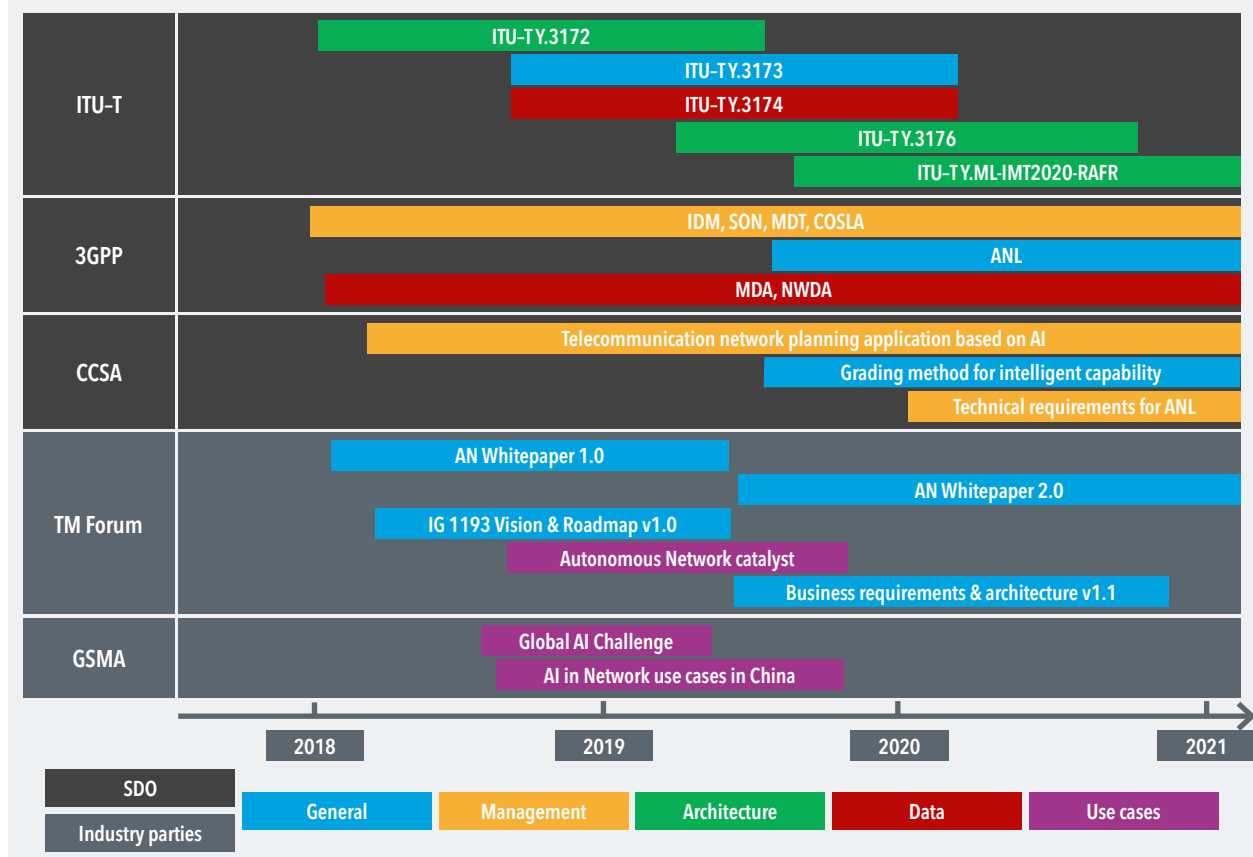 ITU-T
ITU-T Y.3172
ITU-T Y.3173
ITU-T Y.3174
ITU-T Y.3176
ITU-T Y.ML-IMT2020-RAFR
3GPP
IDM, SON, MDT, COSLA
ANL
MDA, NWDA
CCSA
Telecommunication network planning application based on AI
Grading method for intelligent capability
Technical requirements for ANL
TM Forum
AN Whitepaper 1.0
AN Whitepaper 2.0
IG 1193 Vision & Roadmap v1.0
Autonomous Network catalyst
Business requirements & architecture v1.1
GSMA
Global AI Challenge
AI in Network use cases in China
2018
2019
2020
2021
SDO
Industry parties
General
Management
Architecture
Data
Use cases